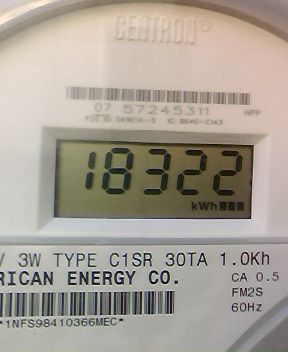 CENTRON®
07 57245311 HPP
18322
kWh
V 3W TYPE C1SR 30TA 1.0Kh
RICAN ENERGY CO. CA 0.5
FM2S
*1NFS98410366MEC* 60Hz